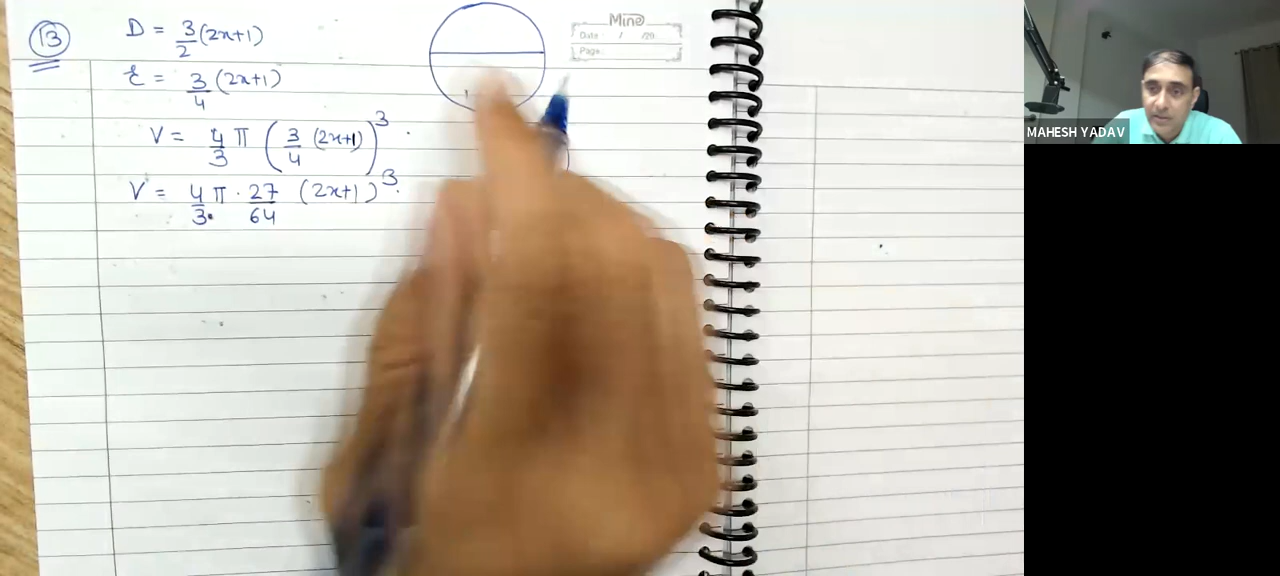 13
D = 3/2 (2x+1)
r = 3/4 (2x+1)
V = 4/3 π (3/4 (2x+1))^3.
V = 4/3 π · 27/64 (2x+1)^3.
Mino
Date : / /20
Page:
MAHESH YADAV